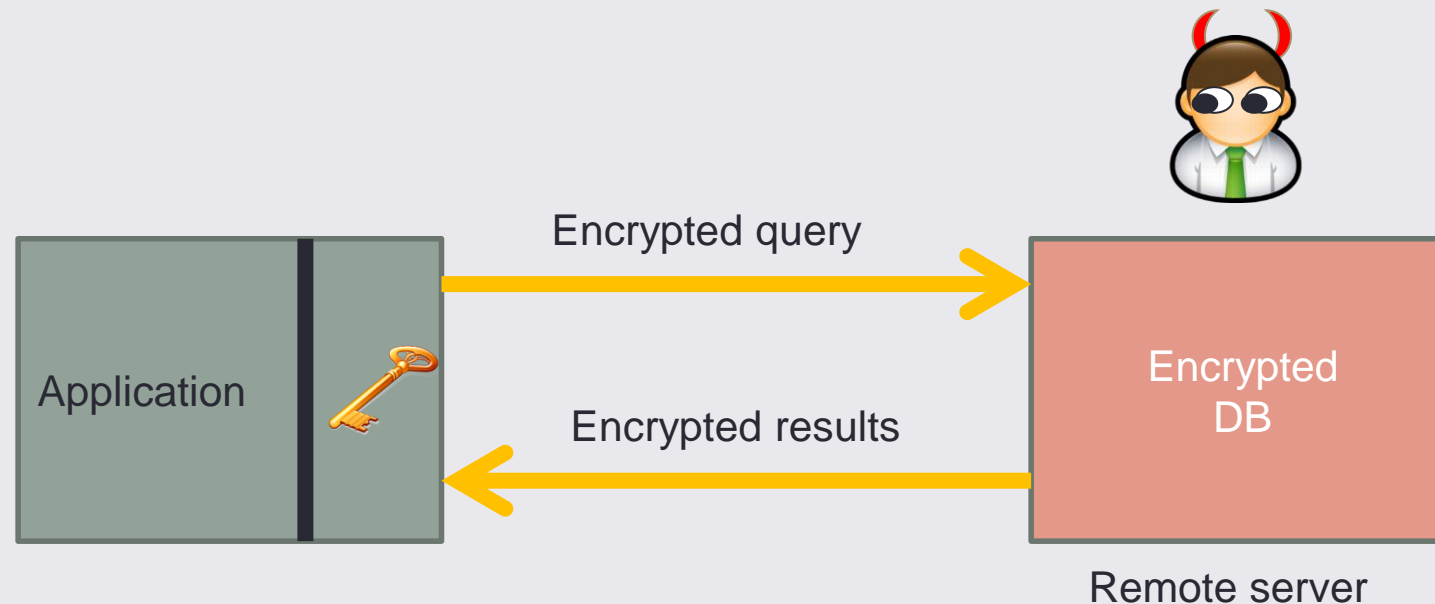 Encrypted query
Application
Encrypted results
Encrypted
DB
Remote server